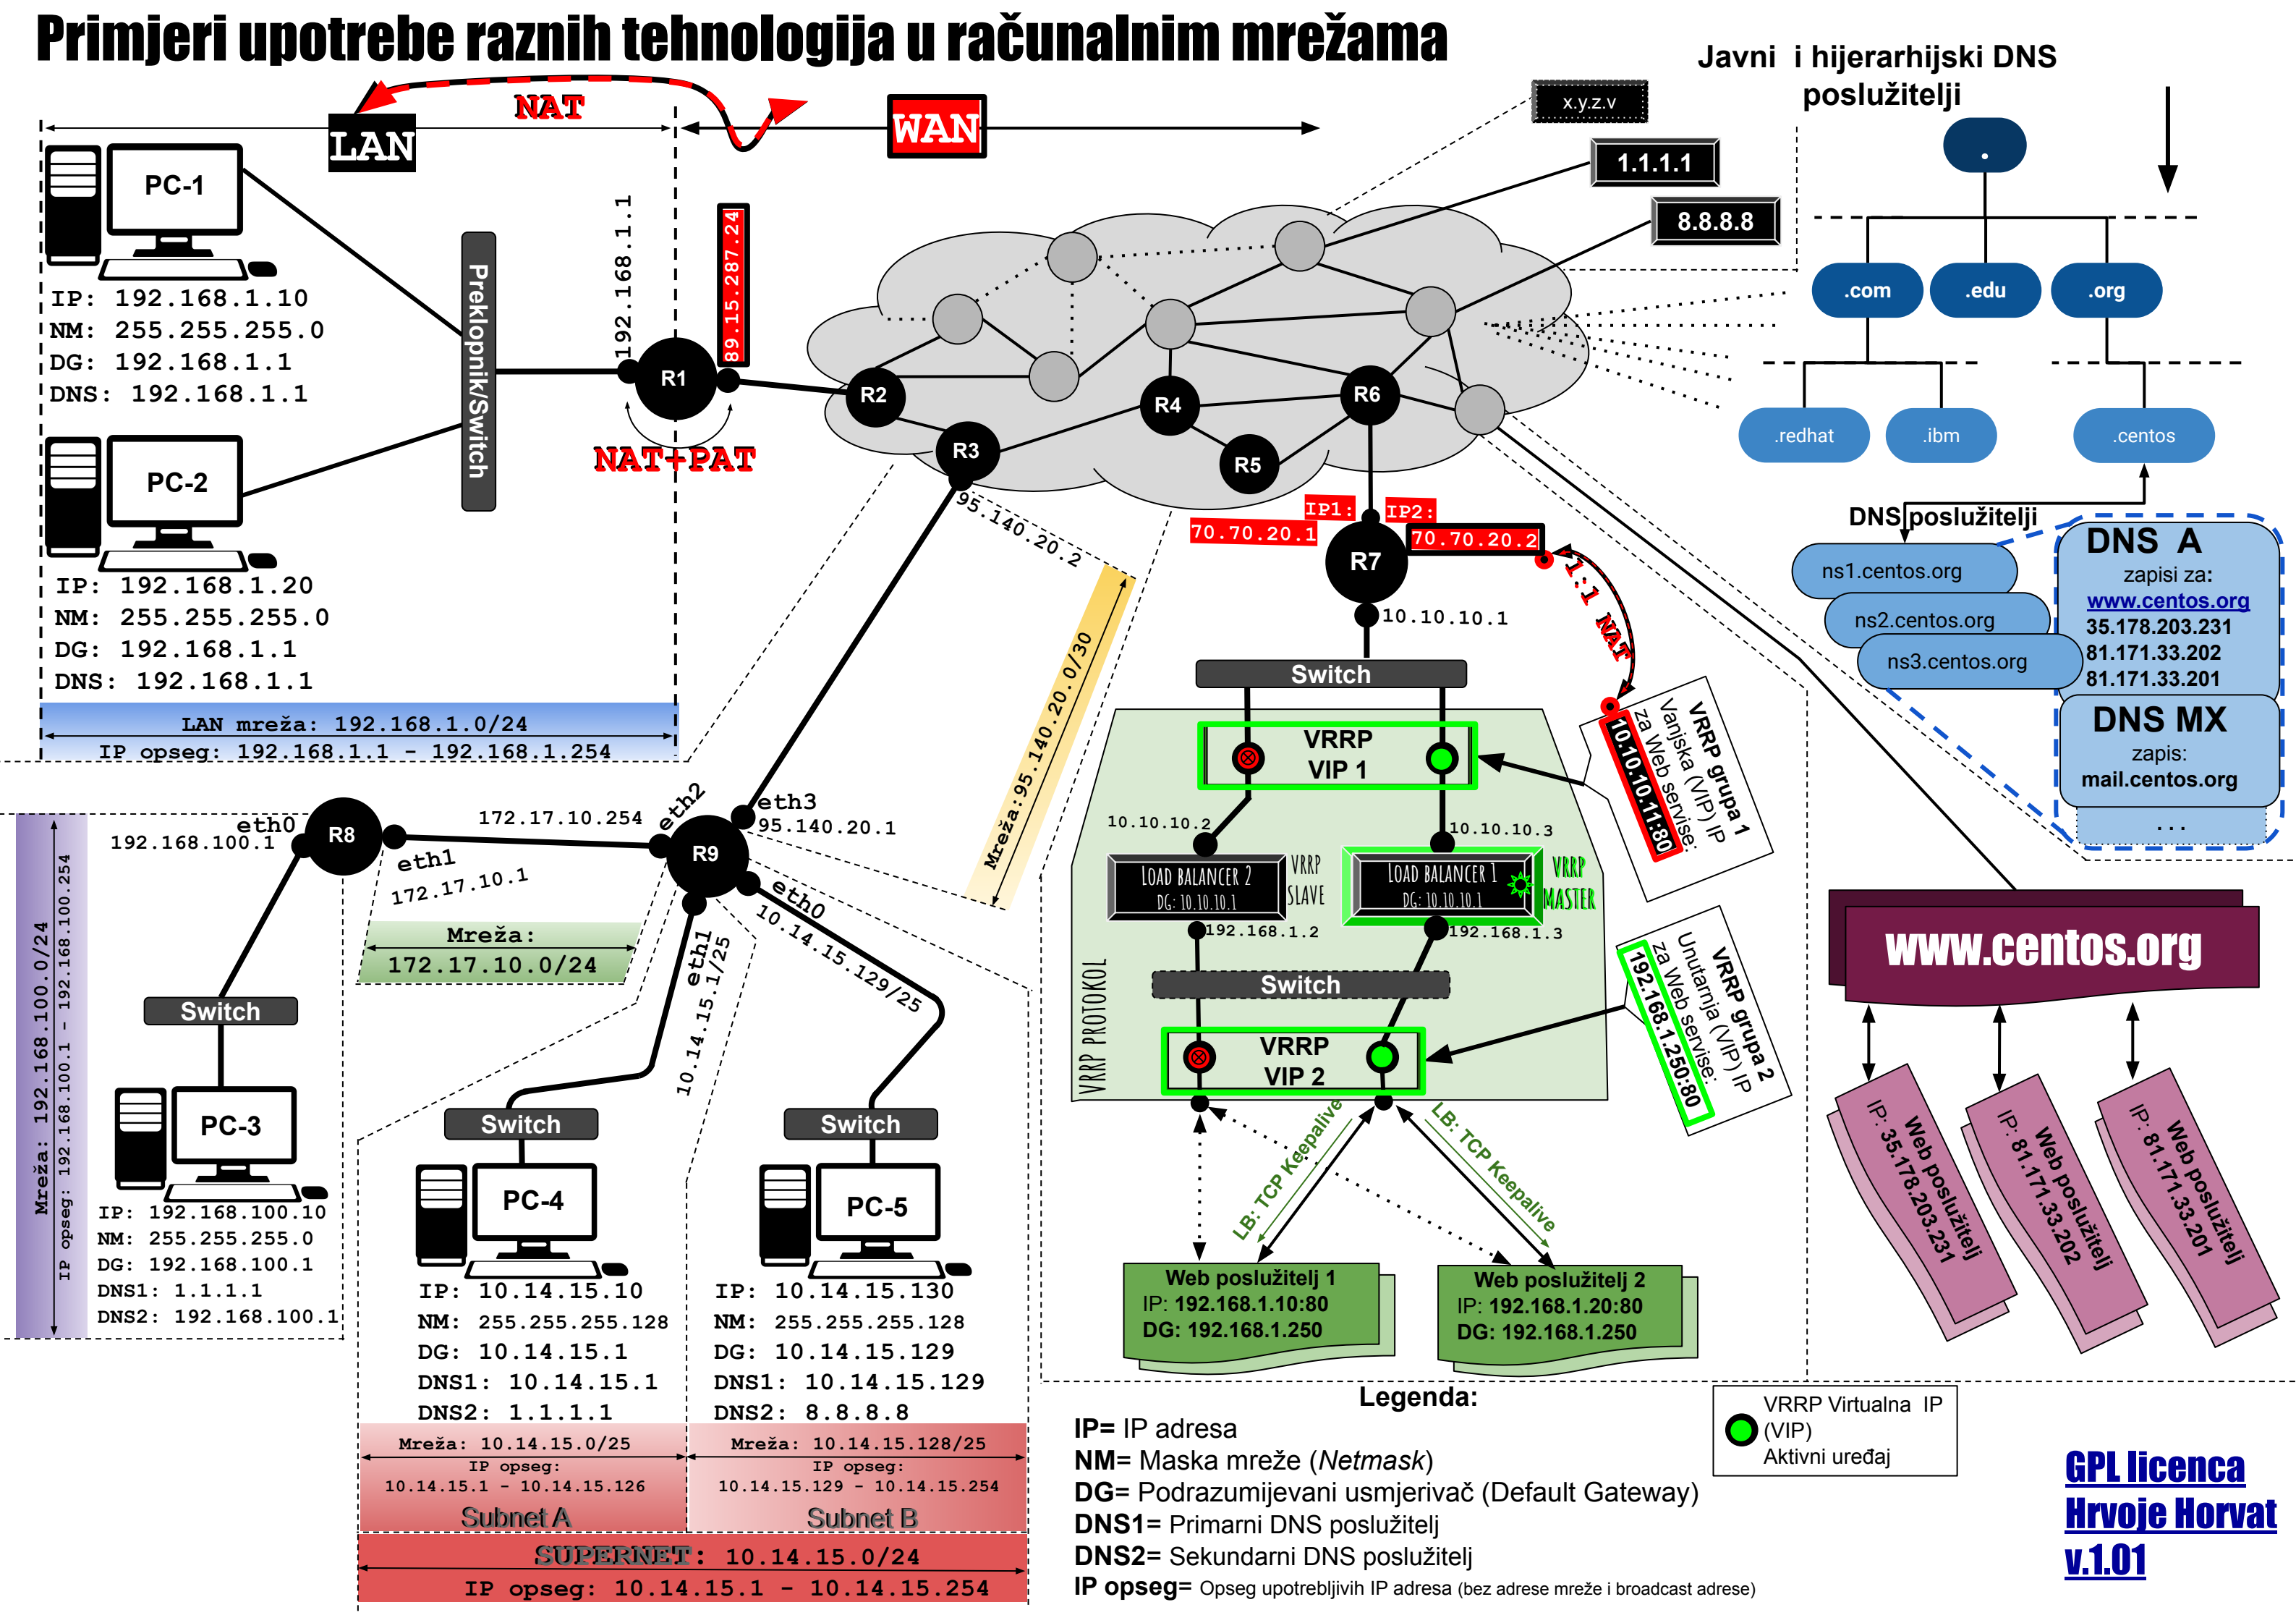 Primjeri upotrebe raznih tehnologija u računalnim mrežama
NAT
LAN
WAN
PC-1
IP: 192.168.1.10
NM: 255.255.255.0
DG: 192.168.1.1
DNS: 192.168.1.1
PC-2
IP: 192.168.1.20
NM: 255.255.255.0
DG: 192.168.1.1
DNS: 192.168.1.1
Preklopnik/Switch
192.168.1.1
R1
89.15.287.24
NAT+PAT
LAN mreža: 192.168.1.0/24
IP opseg: 192.168.1.1 - 192.168.1.254
R2
R3
R4
R5
R6
x.y.z.v
1.1.1.1
8.8.8.8
Javni i hijerarhijski DNS
poslužitelji
.
.com
.edu
.org
.redhat
.ibm
.centos
DNS poslužitelji
ns1.centos.org
ns2.centos.org
ns3.centos.org
DNS A
zapisi za:
www.centos.org
35.178.203.231
81.171.33.202
81.171.33.201
DNS MX
zapis:
mail.centos.org
. . .
95.140.20.2
Mreža:95.140.20.0/30
IP1:
70.70.20.1
IP2:
70.70.20.2
R7
1:1 NAT
10.10.10.1
Switch
VRRP
VIP 1
VRRP grupa 1
Vanjska (VIP) IP
za Web servise:
10.10.10.11:80
10.10.10.2
10.10.10.3
LOAD BALANCER 2
DG: 10.10.10.1
VRRP
SLAVE
LOAD BALANCER 1
DG: 10.10.10.1
VRRP
MASTER
192.168.1.2
192.168.1.3
Switch
VRRP PROTOKOL
VRRP
VIP 2
VRRP grupa 2
Unutarnja (VIP) IP
za Web servise:
192.168.1.250:80
LB: TCP Keepalive
LB: TCP Keepalive
Web poslužitelj 1
IP: 192.168.1.10:80
DG: 192.168.1.250
Web poslužitelj 2
IP: 192.168.1.20:80
DG: 192.168.1.250
www.centos.org
Web poslužitelj
IP: 35.178.203.231
Web poslužitelj
IP: 81.171.33.202
Web poslužitelj
IP: 81.171.33.201
Mreža: 192.168.100.0/24
IP opseg: 192.168.100.1 - 192.168.100.254
eth0
192.168.100.1
R8
eth1
172.17.10.1
172.17.10.254
eth2
R9
eth3
95.140.20.1
Mreža:
172.17.10.0/24
eth1
10.14.15.1/25
eth0
10.14.15.129/25
Switch
PC-3
IP: 192.168.100.10
NM: 255.255.255.0
DG: 192.168.100.1
DNS1: 1.1.1.1
DNS2: 192.168.100.1
Switch
PC-4
IP: 10.14.15.10
NM: 255.255.255.128
DG: 10.14.15.1
DNS1: 10.14.15.1
DNS2: 1.1.1.1
Switch
PC-5
IP: 10.14.15.130
NM: 255.255.255.128
DG: 10.14.15.129
DNS1: 10.14.15.129
DNS2: 8.8.8.8
Mreža: 10.14.15.0/25
IP opseg:
10.14.15.1 - 10.14.15.126
Subnet A
Mreža: 10.14.15.128/25
IP opseg:
10.14.15.129 - 10.14.15.254
Subnet B
SUPERNET: 10.14.15.0/24
IP opseg: 10.14.15.1 - 10.14.15.254
Legenda:
IP= IP adresa
NM= Maska mreže (Netmask)
DG= Podrazumijevani usmjerivač (Default Gateway)
DNS1= Primarni DNS poslužitelj
DNS2= Sekundarni DNS poslužitelj
IP opseg= Opseg upotrebljivih IP adresa (bez adrese mreže i broadcast adrese)
VRRP Virtualna IP
(VIP)
Aktivni uređaj
GPL licenca
Hrvoje Horvat
v.1.01